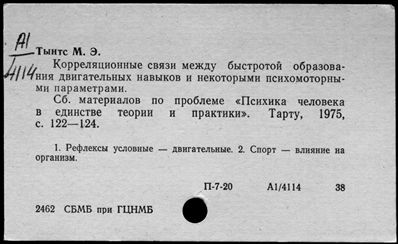 А1/4114
Тынтс М. Э.
Корреляционные связи между быстротой образова-
ния двигательных навыков и некоторыми психомоторны-
ми параметрами.
Сб. материалов по проблеме «Психика человека
в единстве теории и практики». Тарту, 1975,
с. 122—124.
1. Рефлексы условные — двигательные. 2. Спорт — влияние на
организм.
П-7-20 А1/4114 38
2462 СБМБ при ГЦНМБ